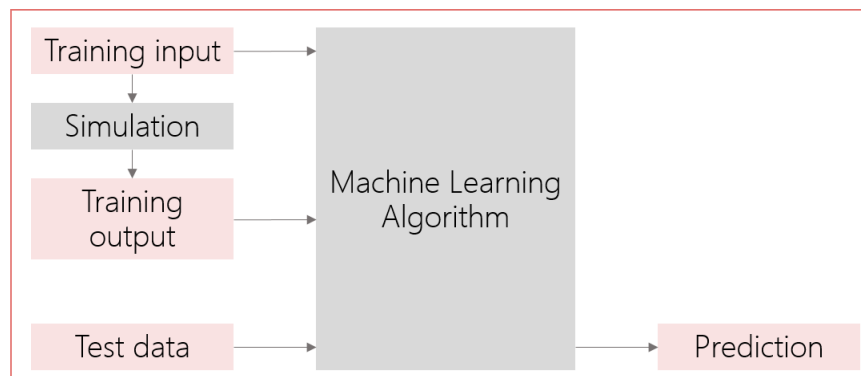 Training input
Simulation
Training
output
Machine Learning
Algorithm
Test data
Prediction